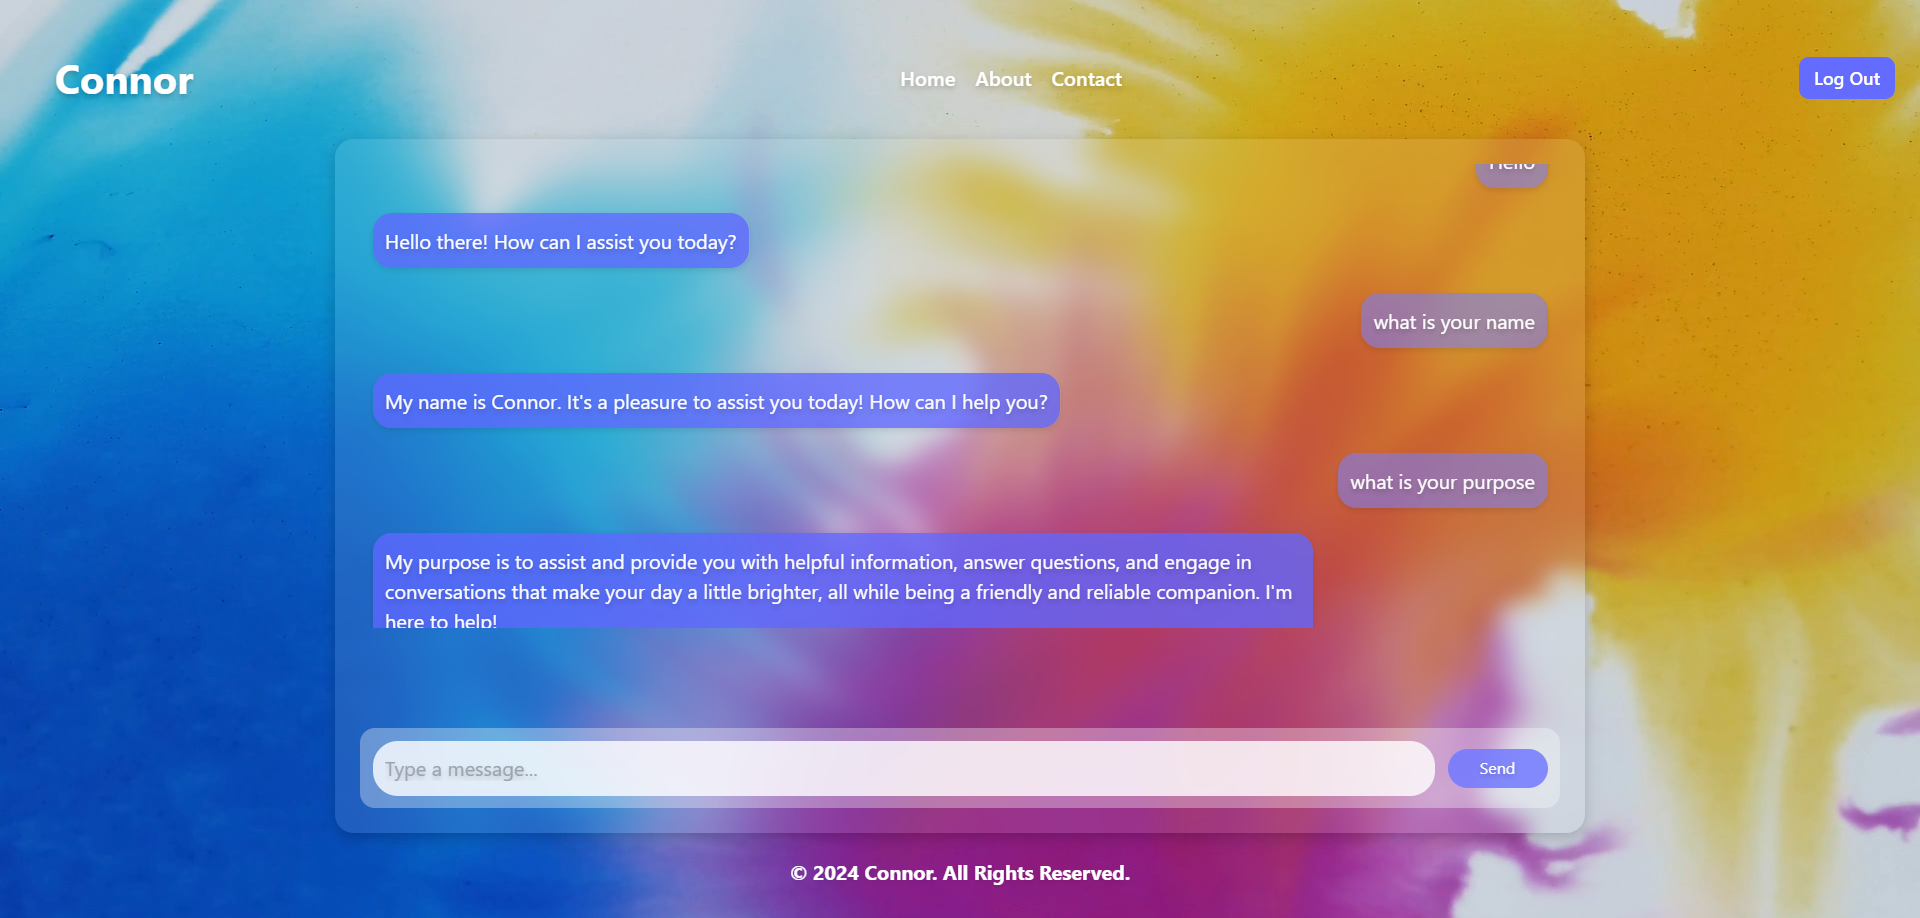 Connor
Home About Contact
Log Out
Hello
Hello there! How can I assist you today?
what is your name
My name is Connor. It's a pleasure to assist you today! How can I help you?
what is your purpose
My purpose is to assist and provide you with helpful information, answer questions, and engage in
conversations that make your day a little brighter, all while being a friendly and reliable companion. I'm
here to help!
Type a message...
Send
© 2024 Connor. All Rights Reserved.